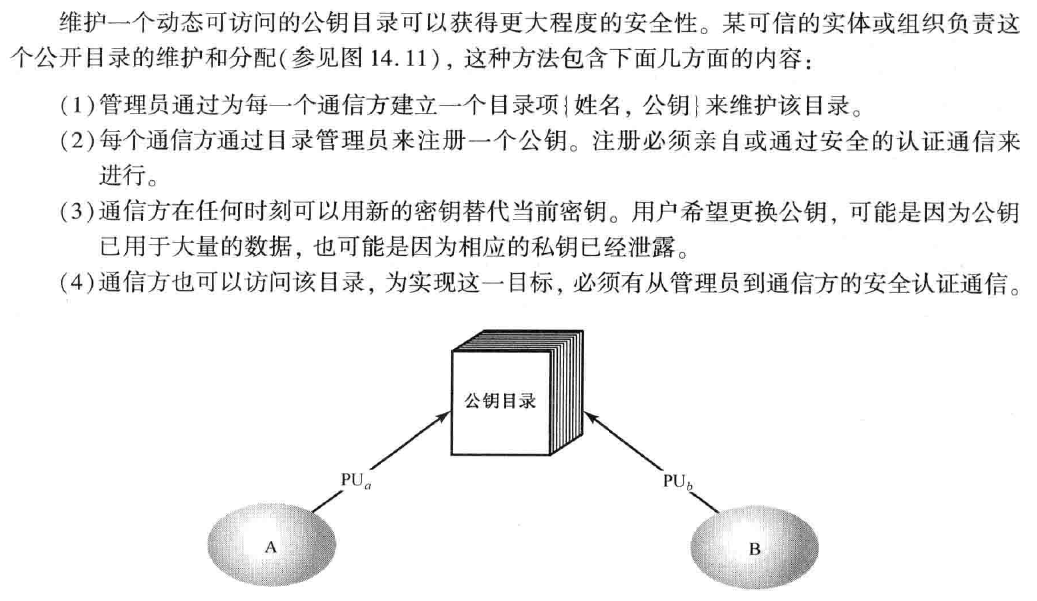 维护一个动态可访问的公钥目录可以获得更大程度的安全性。某可信的实体或组织负责这
个公开目录的维护和分配(参见图 14.11)，这种方法包含下面几方面的内容：
(1)管理员通过为每一个通信方建立一个目录项{姓名，公钥}来维护该目录。
(2)每个通信方通过目录管理员来注册一个公钥。注册必须亲自或通过安全的认证通信来
进行。
(3)通信方在任何时刻可以用新的密钥替代当前密钥。用户希望更换公钥，可能是因为公钥
已用于大量的数据，也可能是因为相应的私钥已经泄露。
(4)通信方也可以访问该目录，为实现这一目标，必须有从管理员到通信方的安全认证通信。
公钥目录
PUa
PUb
A
B